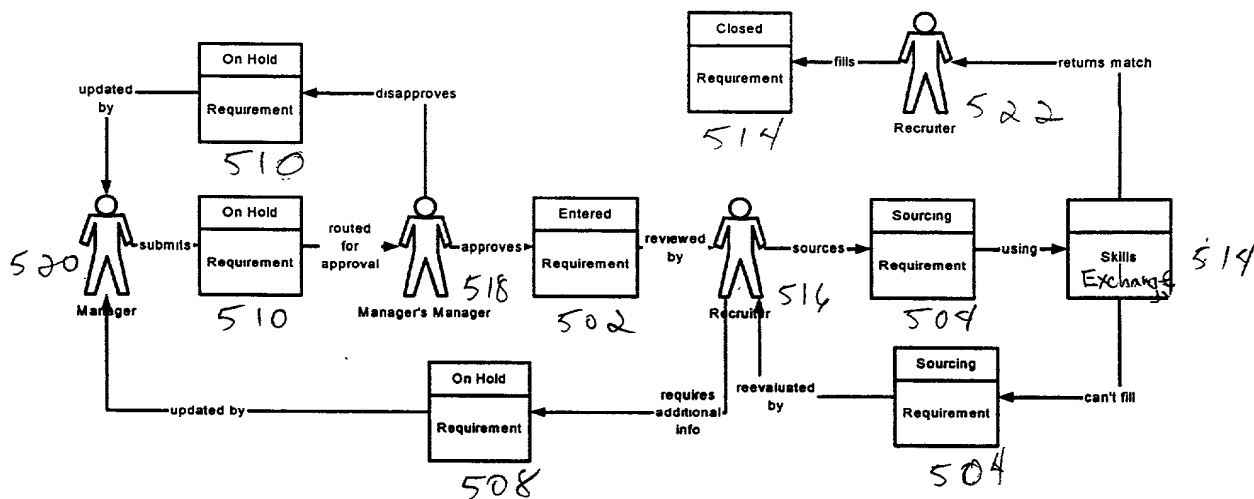 Closed
On Hold
fills
returns match
updated
by
Requirement
disapproves
Requirement
Recruiter
522
510
514
On Hold
Entered
Sourcing
submits
routed
for
approval
approves
reviewed
by
sources
using
Requirement
Requirement
Requirement
Skills
Exchange
514
520
Manager
518
Manager's Manager
516
Recruiter
510
502
504
On Hold
Sourcing
updated by
requires
additional
info
reevaluated
by
can't fill
Requirement
Requirement
508
504